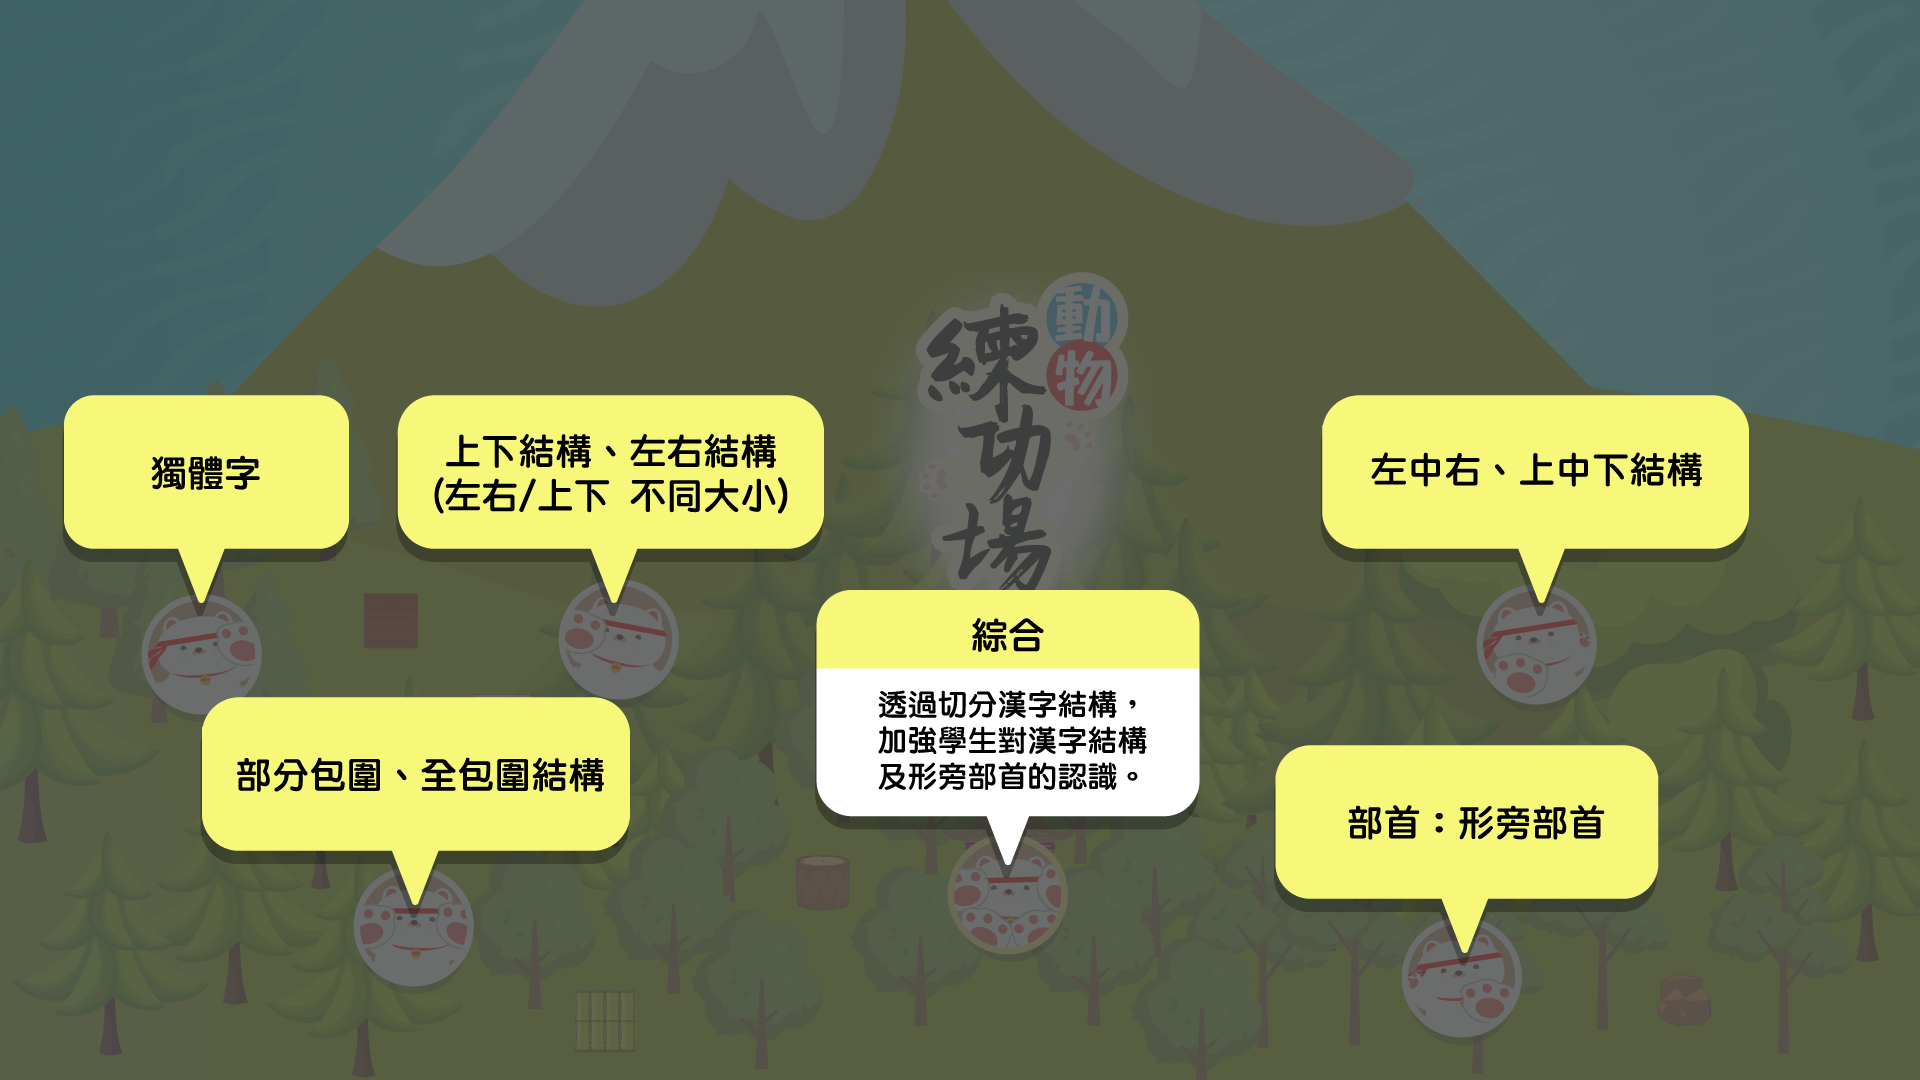 動物
練功場
獨體字
上下結構、左右結構
(左右/上下 不同大小)
左中右、上中下結構
綜合
透過切分漢字結構，
加強學生對漢字結構
及形旁部首的認識。
部分包圍、全包圍結構
部首：形旁部首